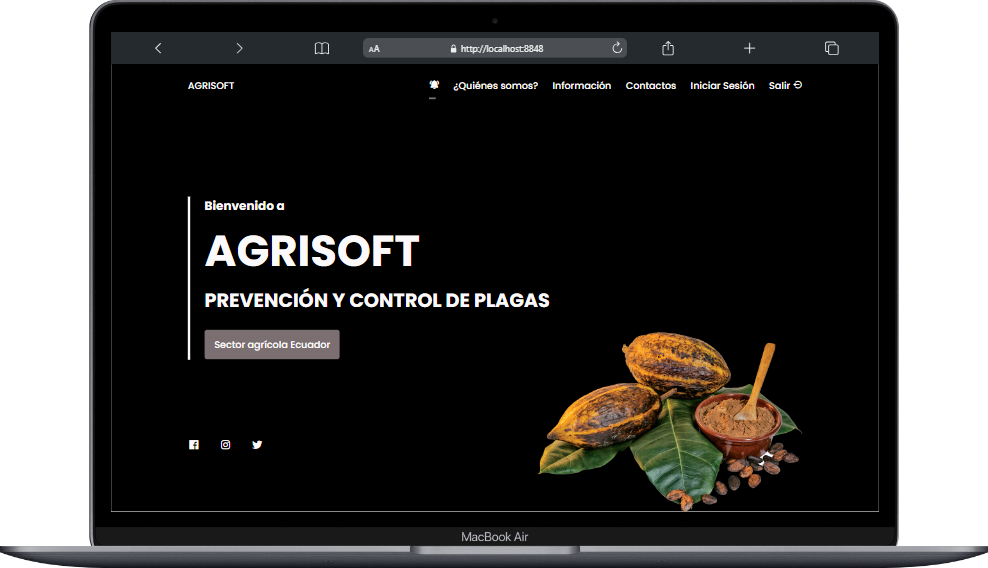 AA http://localhost:8848
AGRISOFT ¿Quiénes somos? Información Contactos Iniciar Sesión Salir
Bienvenido a
AGRISOFT
PREVENCIÓN Y CONTROL DE PLAGAS
Sector agrícola Ecuador
MacBook Air